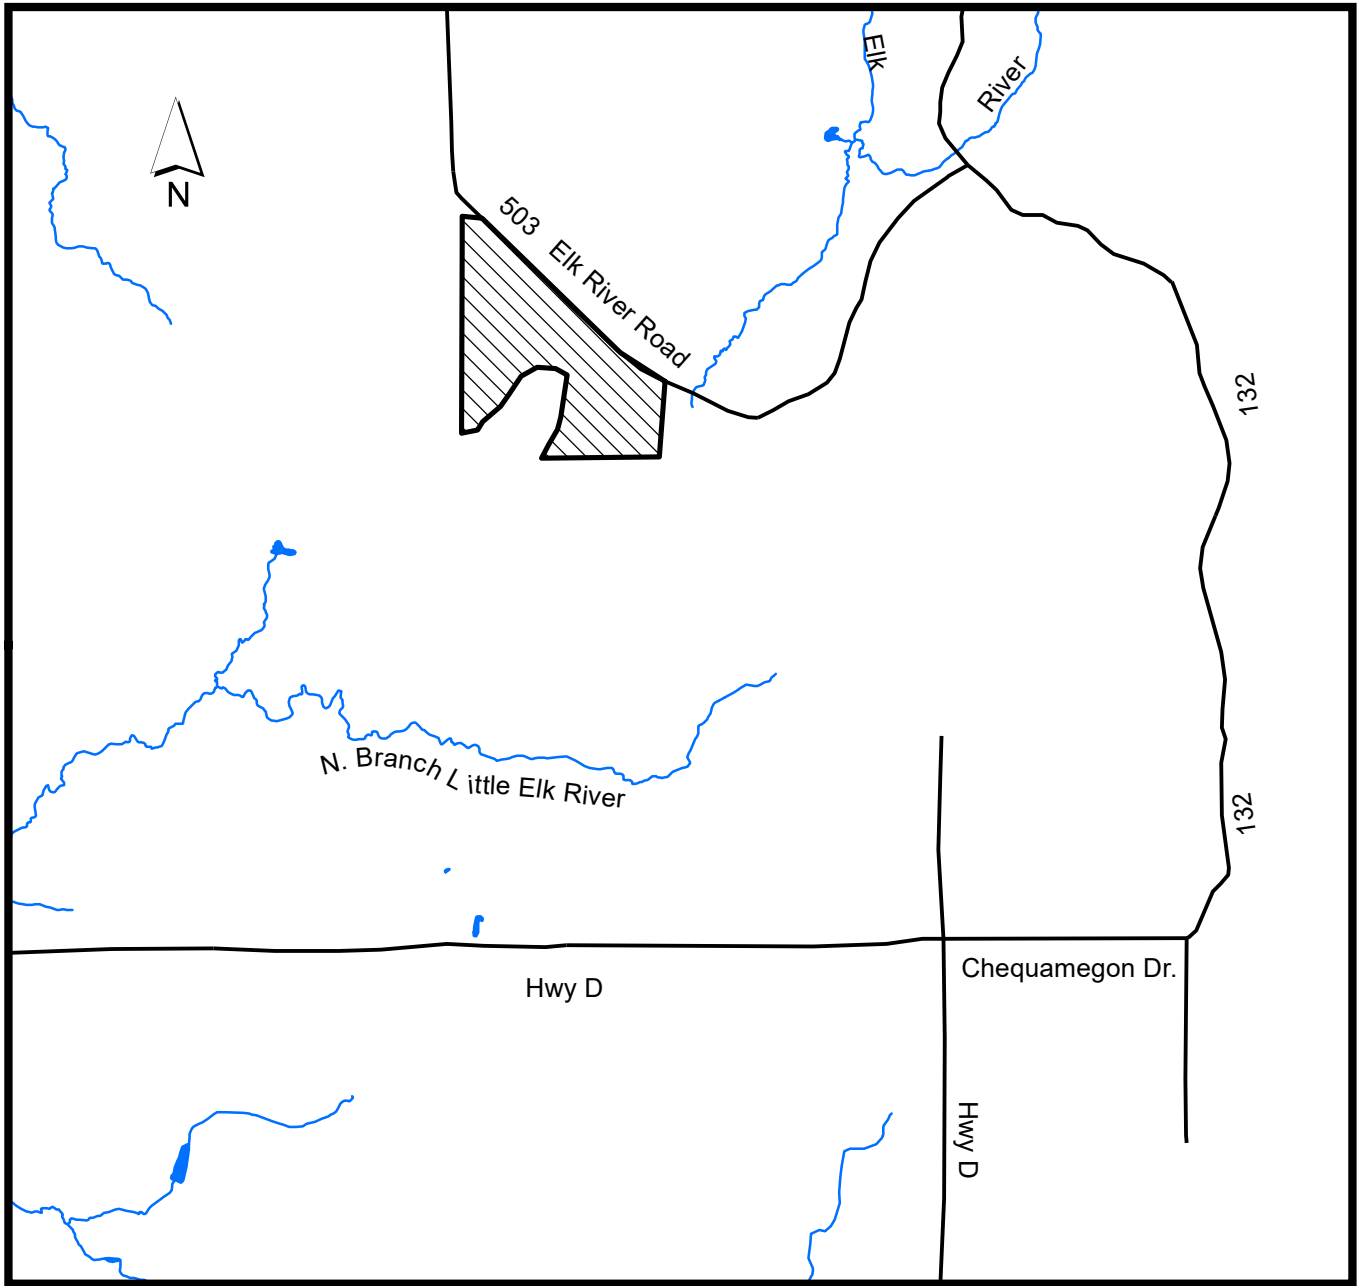 Elk
River
N
503 Elk River Road
132
N. Branch Little Elk River
132
Chequamegon Dr.
Hwy D
Hwy D